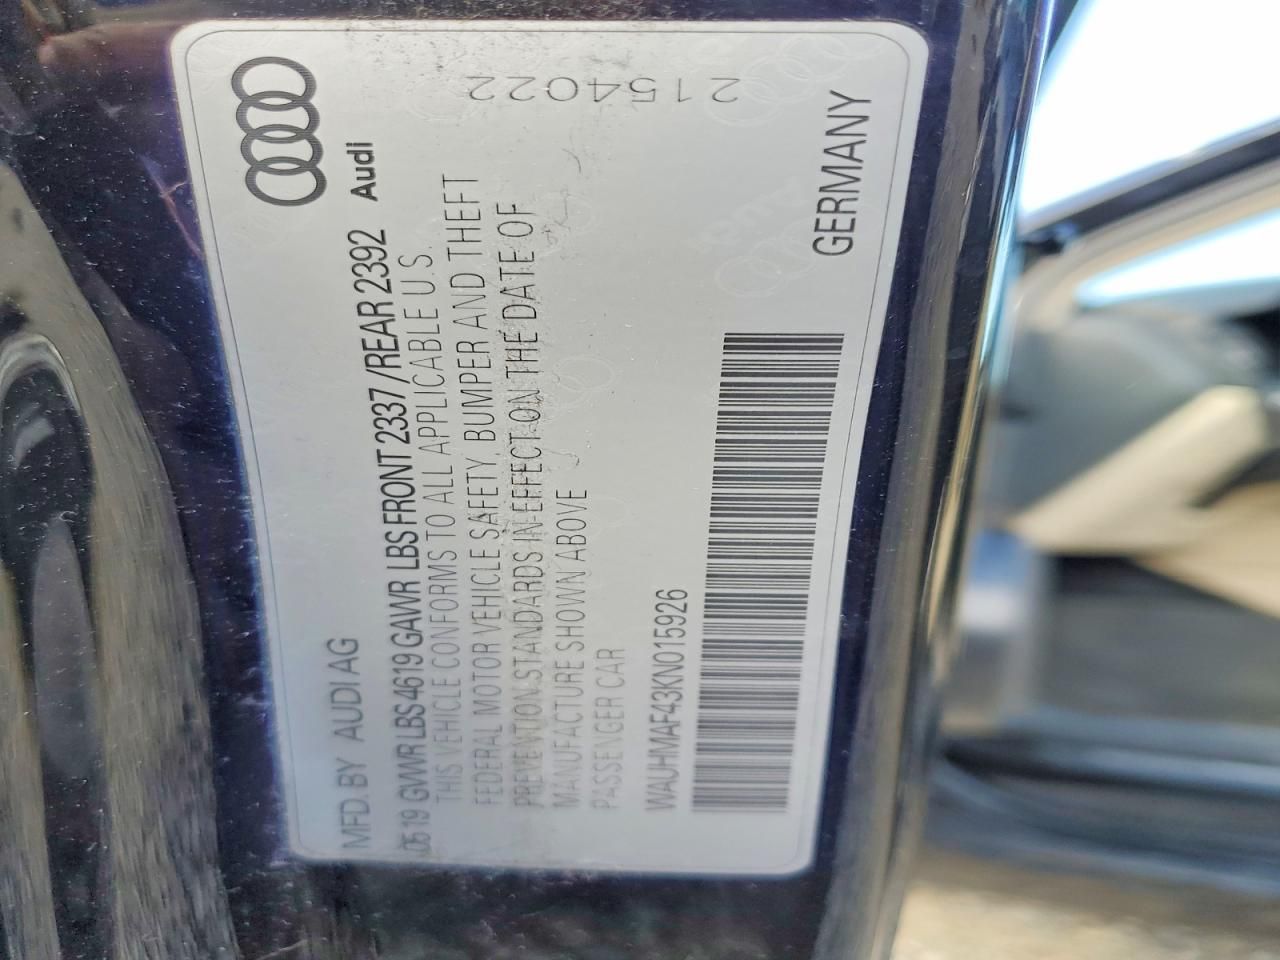 MFD. BY AUDI AG
05 19 GVWR LBS 4619 GAWR LBS FRONT 2337 / REAR 2392
THIS VEHICLE CONFORMS TO ALL APPLICABLE U.S.
FEDERAL MOTOR VEHICLE SAFETY, BUMPER AND THEFT
PREVENTION STANDARDS IN EFFECT ON THE DATE OF
MANUFACTURE SHOWN ABOVE
PASSENGER CAR
WAUHMAF43KN015926
GERMANY
Audi
2154022